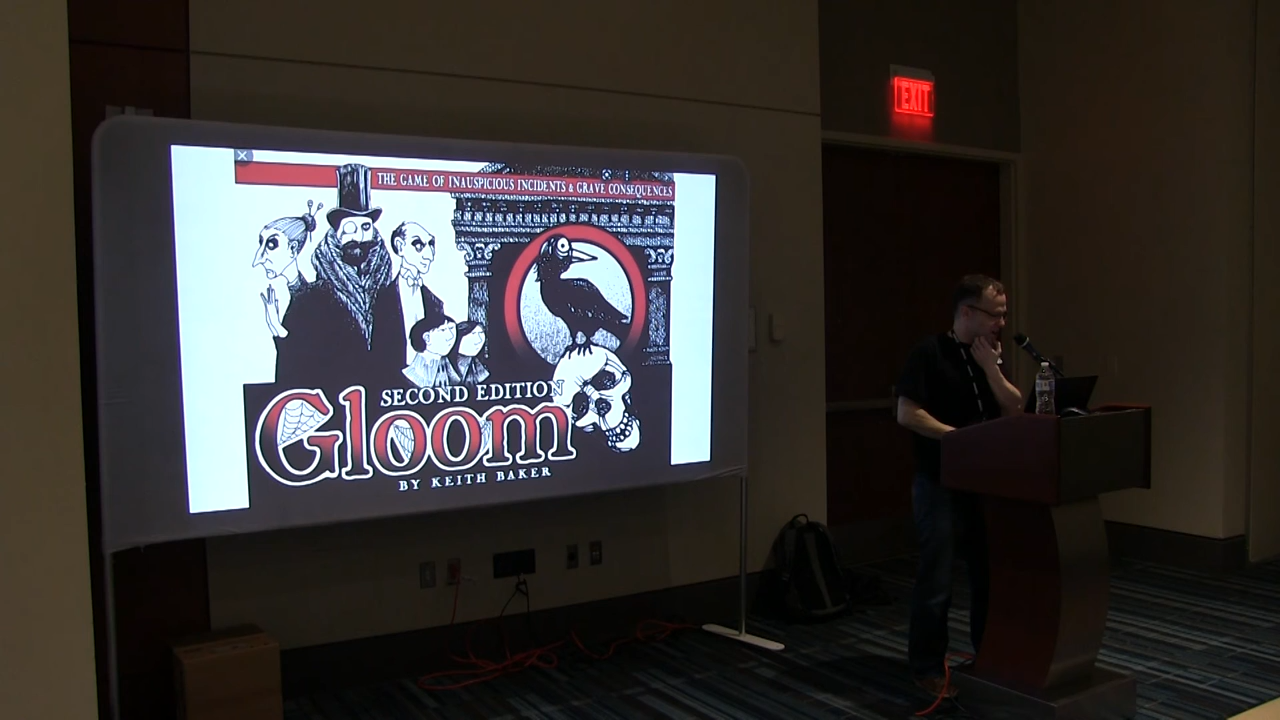 THE GAME OF INAUSPICIOUS INCIDENTS & GRAVE CONSEQUENCES
SECOND EDITION
Gloom
BY KEITH BAKER
EXIT